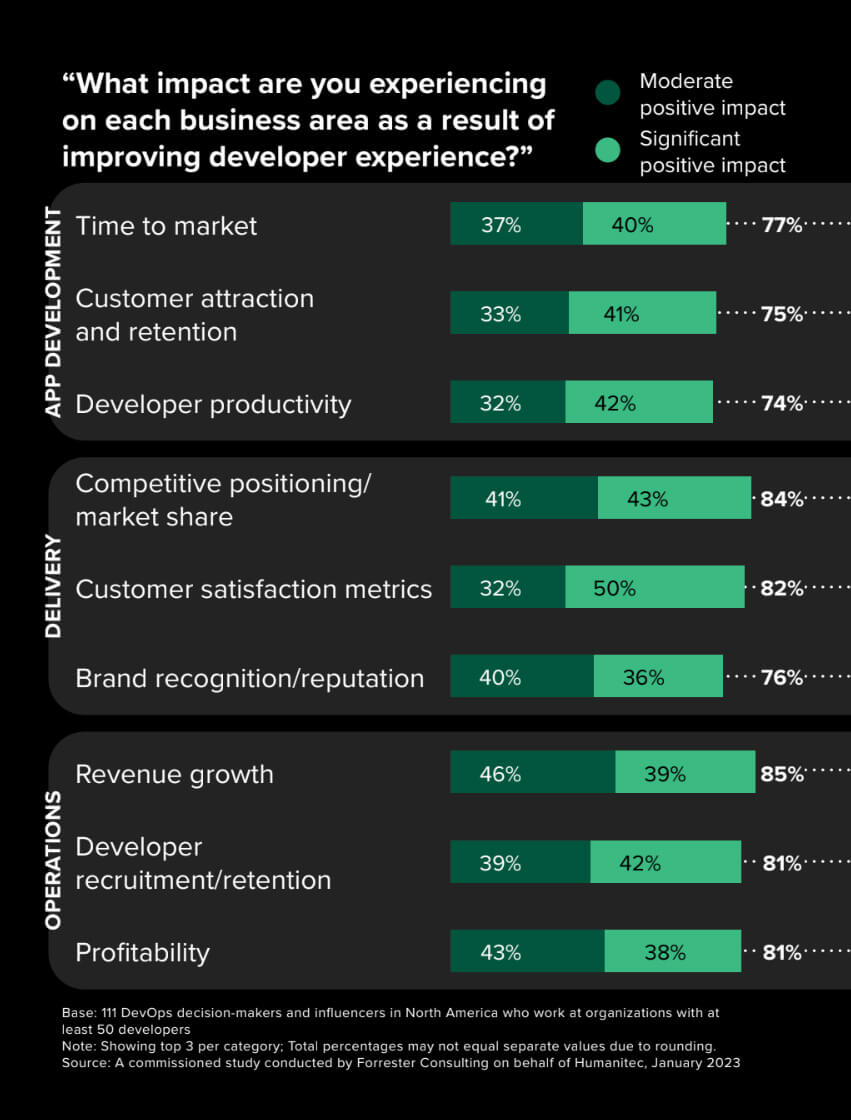 “What impact are you experiencing
on each business area as a result of
improving developer experience?”
Moderate
positive impact
Significant
positive impact
APP DEVELOPMENT
Time to market
37%
40%
77%
Customer attraction
and retention
33%
41%
75%
Developer productivity
32%
42%
74%
DELIVERY
Competitive positioning/
market share
41%
43%
84%
Customer satisfaction metrics
32%
50%
82%
Brand recognition/reputation
40%
36%
76%
OPERATIONS
Revenue growth
46%
39%
85%
Developer
recruitment/retention
39%
42%
81%
Profitability
43%
38%
81%
Base: 111 DevOps decision-makers and influencers in North America who work at organizations with at
least 50 developers
Note: Showing top 3 per category; Total percentages may not equal separate values due to rounding.
Source: A commissioned study conducted by Forrester Consulting on behalf of Humanitec, January 2023